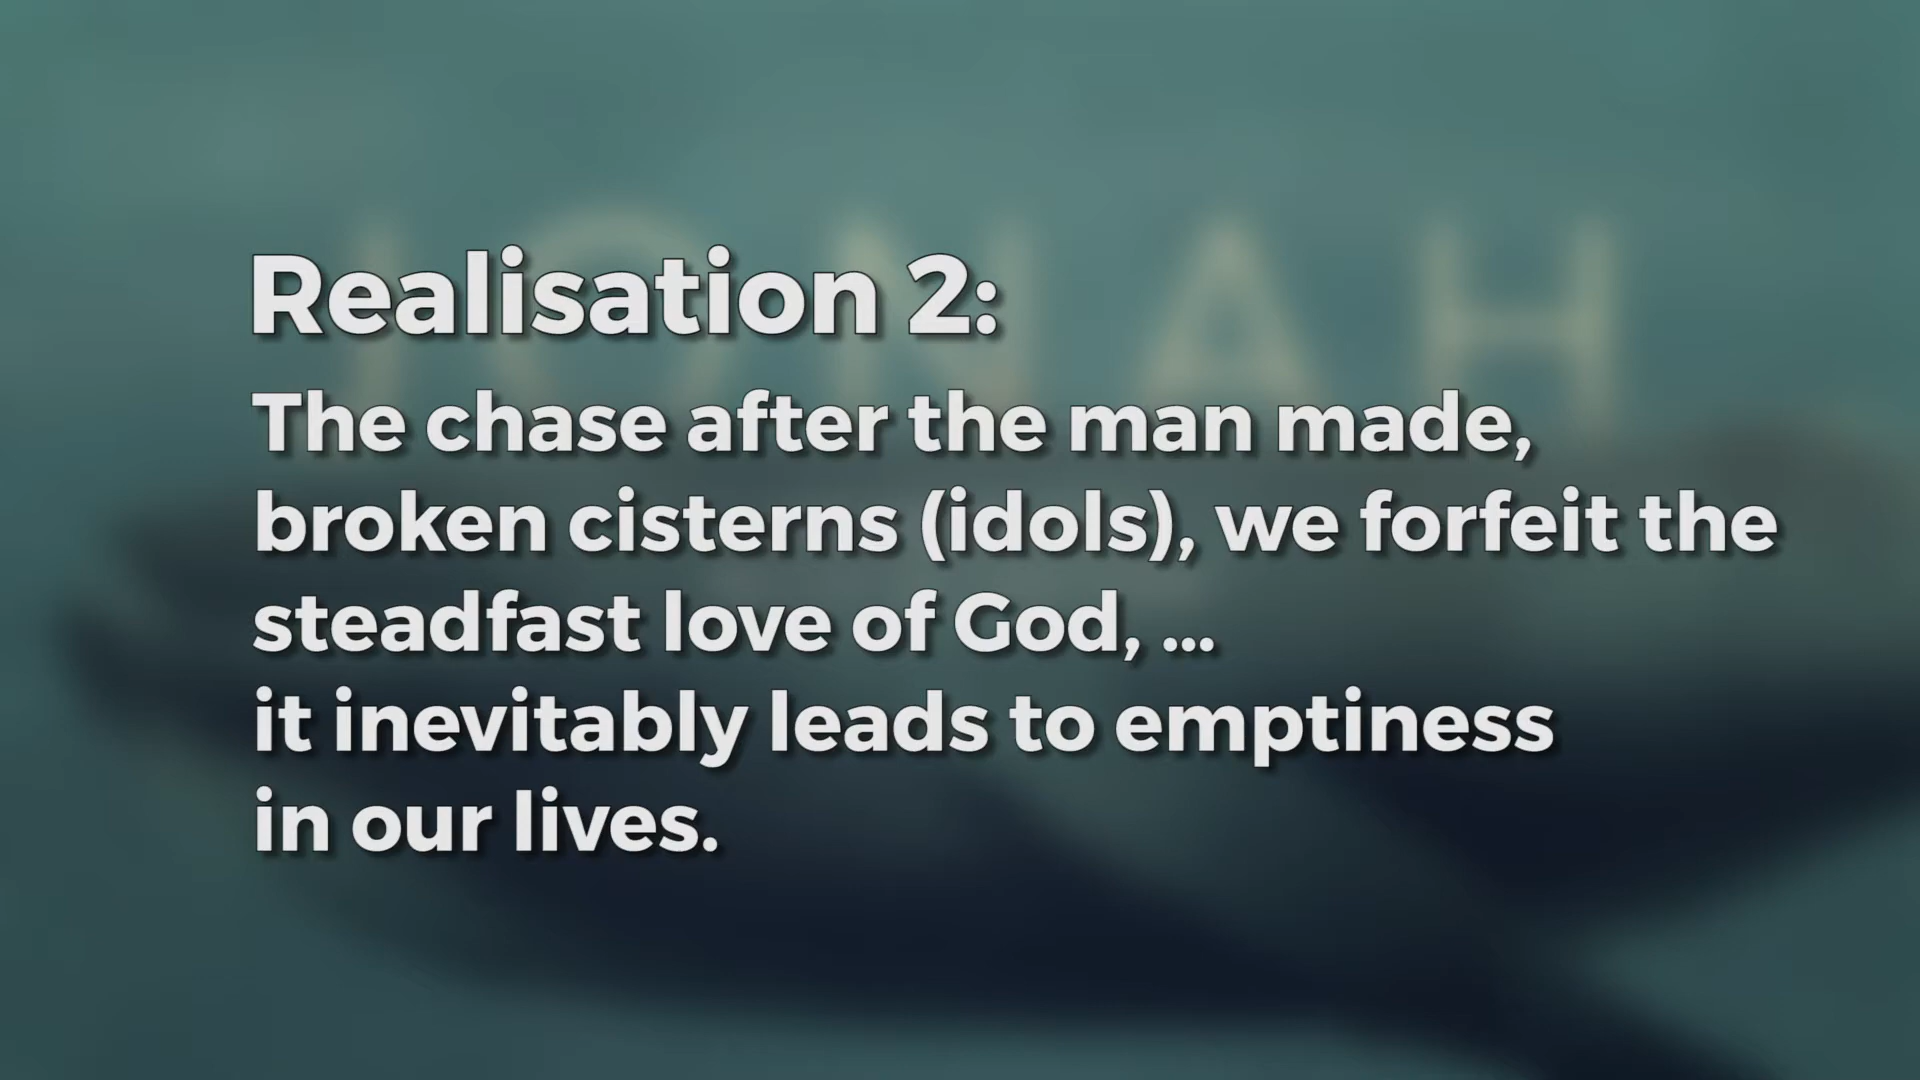 JONAH
Realisation 2:
The chase after the man made,
broken cisterns (idols), we forfeit the
steadfast love of God, ...
it inevitably leads to emptiness
in our lives.